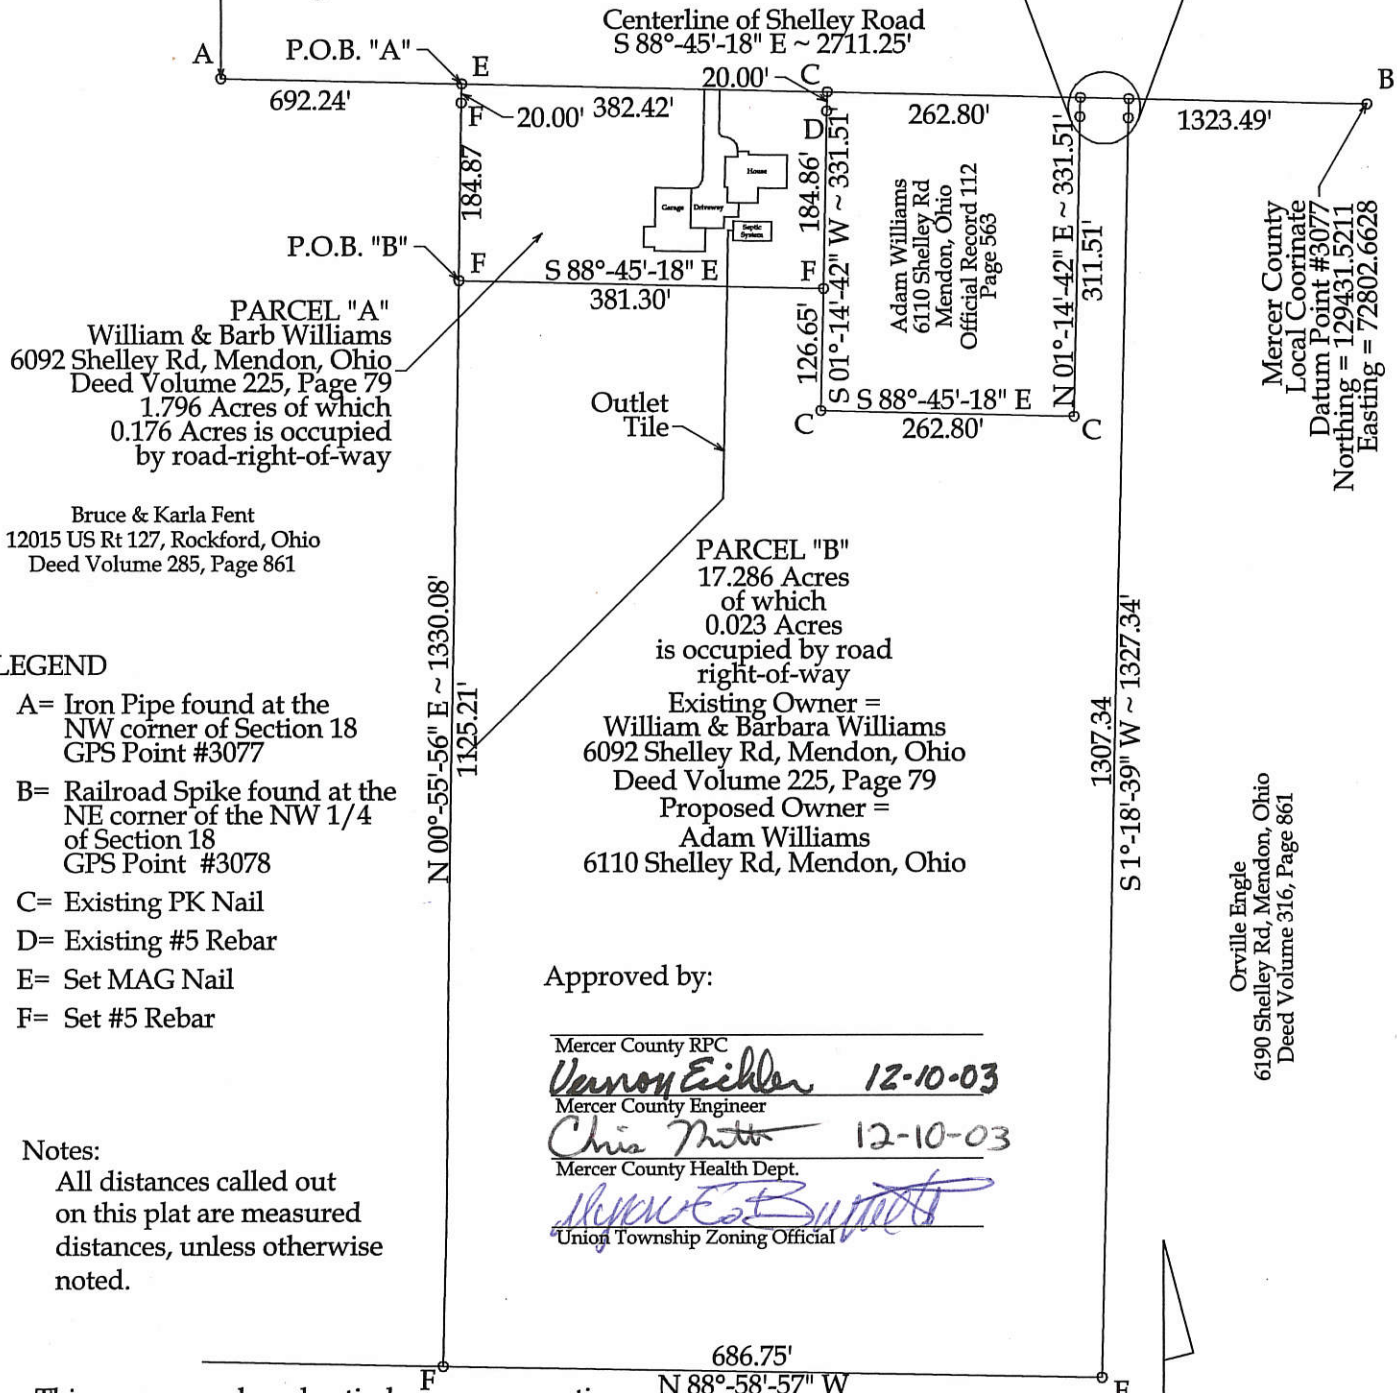 Centerline of Shelley Road
S 88°-45'-18" E ~ 2711.25'
A
P.O.B. "A"
E
20.00'
C
B
692.24'
F
20.00'
382.42'
D
262.80'
1323.49'
184.87'
House
Garage
Driveway
Septic
System
184.86'
S 01°-14'-42" W ~ 331.51'
Adam Williams
6110 Shelley Rd
Mendon, Ohio
Official Record 112
Page 563
N 01°-14'-42" E ~ 331.51'
311.51'
Mercer County
Local Coorinate
Datum Point #3077
Northing = 129431.5211
Easting = 72802.6628
P.O.B. "B"
F
S 88°-45'-18" E
381.30'
F
126.65'
PARCEL "A"
William & Barb Williams
6092 Shelley Rd, Mendon, Ohio
Deed Volume 225, Page 79
1.796 Acres of which
0.176 Acres is occupied
by road-right-of-way
Outlet
Tile
C
S 88°-45'-18" E
262.80'
C
Bruce & Karla Fent
12015 US Rt 127, Rockford, Ohio
Deed Volume 285, Page 861
N 00°-55'-56" E ~ 1330.08'
1125.21'
PARCEL "B"
17.286 Acres
of which
0.023 Acres
is occupied by road
right-of-way
Existing Owner =
William & Barbara Williams
6092 Shelley Rd, Mendon, Ohio
Deed Volume 225, Page 79
Proposed Owner =
Adam Williams
6110 Shelley Rd, Mendon, Ohio
1307.34
S 1°-18'-39" W ~ 1327.34'
Orville Engle
6190 Shelley Rd, Mendon, Ohio
Deed Volume 316, Page 861
LEGEND
A= Iron Pipe found at the
NW corner of Section 18
GPS Point #3077
B= Railroad Spike found at the
NE corner of the NW 1/4
of Section 18
GPS Point #3078
C= Existing PK Nail
D= Existing #5 Rebar
E= Set MAG Nail
F= Set #5 Rebar
Approved by:
Mercer County RPC
Vernon Eichler 12-10-03
Mercer County Engineer
Chris 12-10-03
Mercer County Health Dept.
Union Township Zoning Official
Notes:
All distances called out
on this plat are measured
distances, unless otherwise
noted.
686.75'
F
N 88°-58'-57" W